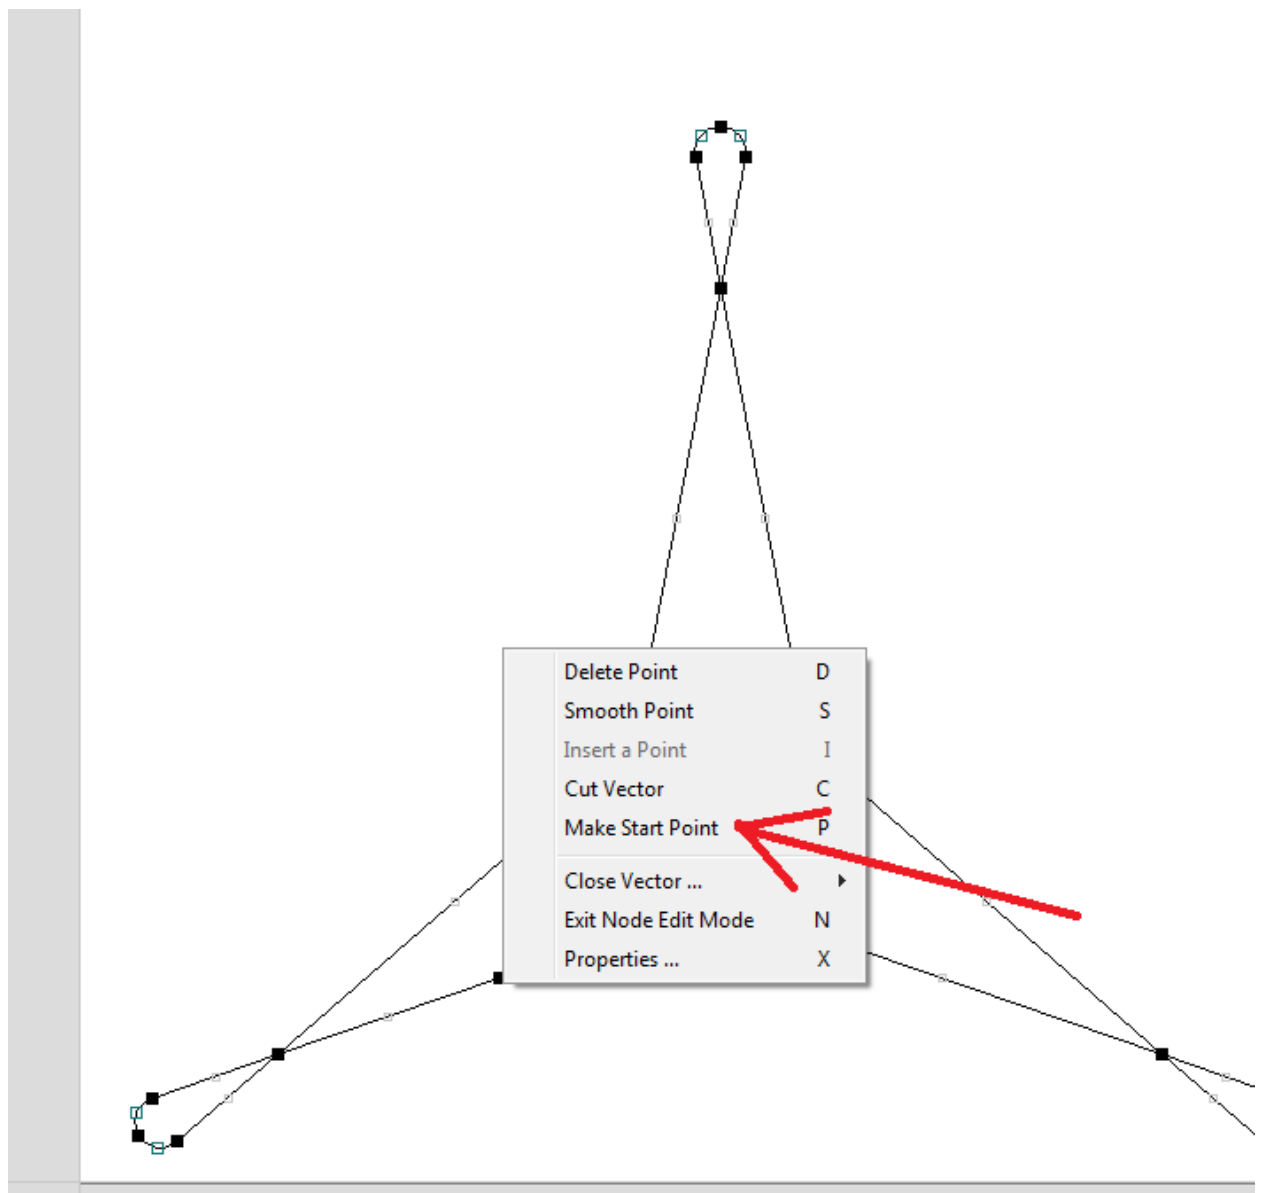 Delete Point D
Smooth Point S
Insert a Point I
Cut Vector C
Make Start Point P
Close Vector ...
Exit Node Edit Mode N
Properties ... X